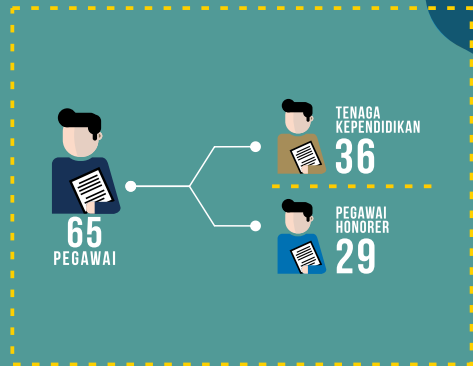 65
PEGAWAI
TENAGA
KEPENDIDIKAN
36
PEGAWAI
HONORER
29